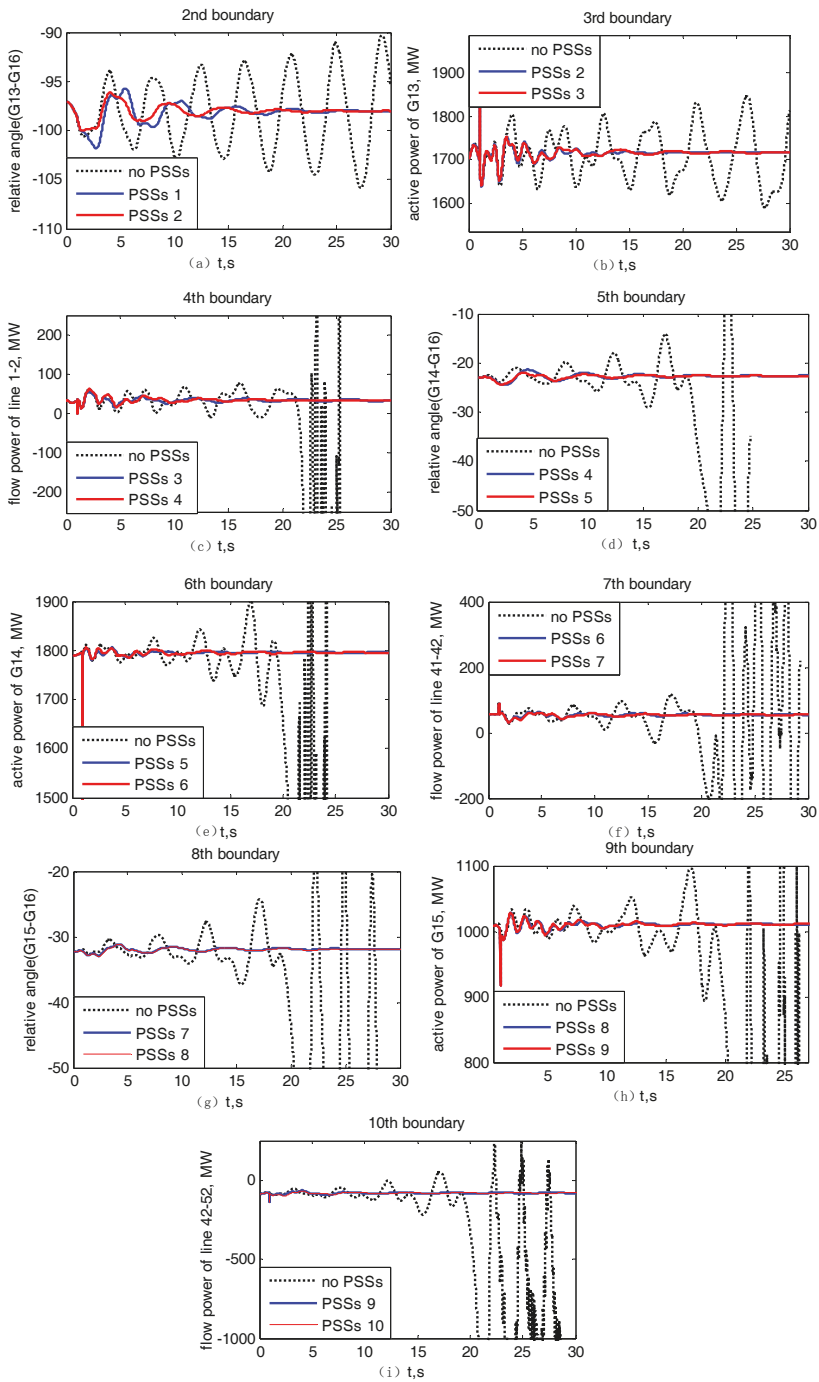 2nd boundary
relative angle(G13-G16)
-90
-95
-100
-105
-110
no PSSs
PSSs 1
PSSs 2
0 5 10 15 20 25 30
(a) t,s
3rd boundary
active power of G13, MW
1900
1800
1700
1600
no PSSs
PSSs 2
PSSs 3
0 5 10 15 20 25 30
(b) t,s
4th boundary
flow power of line 1-2, MW
200
100
0
-100
-200
no PSSs
PSSs 3
PSSs 4
0 5 10 15 20 25 30
(c) t,s
5th boundary
relative angle(G14-G16)
-10
-20
-30
-40
-50
no PSSs
PSSs 4
PSSs 5
0 5 10 15 20 25 30
(d) t,s
6th boundary
active power of G14, MW
1900
1800
1700
1600
1500
no PSSs
PSSs 5
PSSs 6
0 5 10 15 20 25 30
(e)t,s
7th boundary
flow power of line 41-42, MW
400
200
0
-200
no PSSs
PSSs 6
PSSs 7
0 5 10 15 20 25 30
(f) t,s
8th boundary
relative angle(G15-G16)
-20
-30
-40
-50
no PSSs
PSSs 7
PSSs 8
0 5 10 15 20 25 30
(g) t,s
9th boundary
active power of G15, MW
1100
1000
900
800
no PSSs
PSSs 8
PSSs 9
5 10 15 20 25
(h) t,s
10th boundary
flow power of line 42-52, MW
0
-500
-1000
no PSSs
PSSs 9
PSSs 10
0 5 10 15 20 25 30
(i) t,s